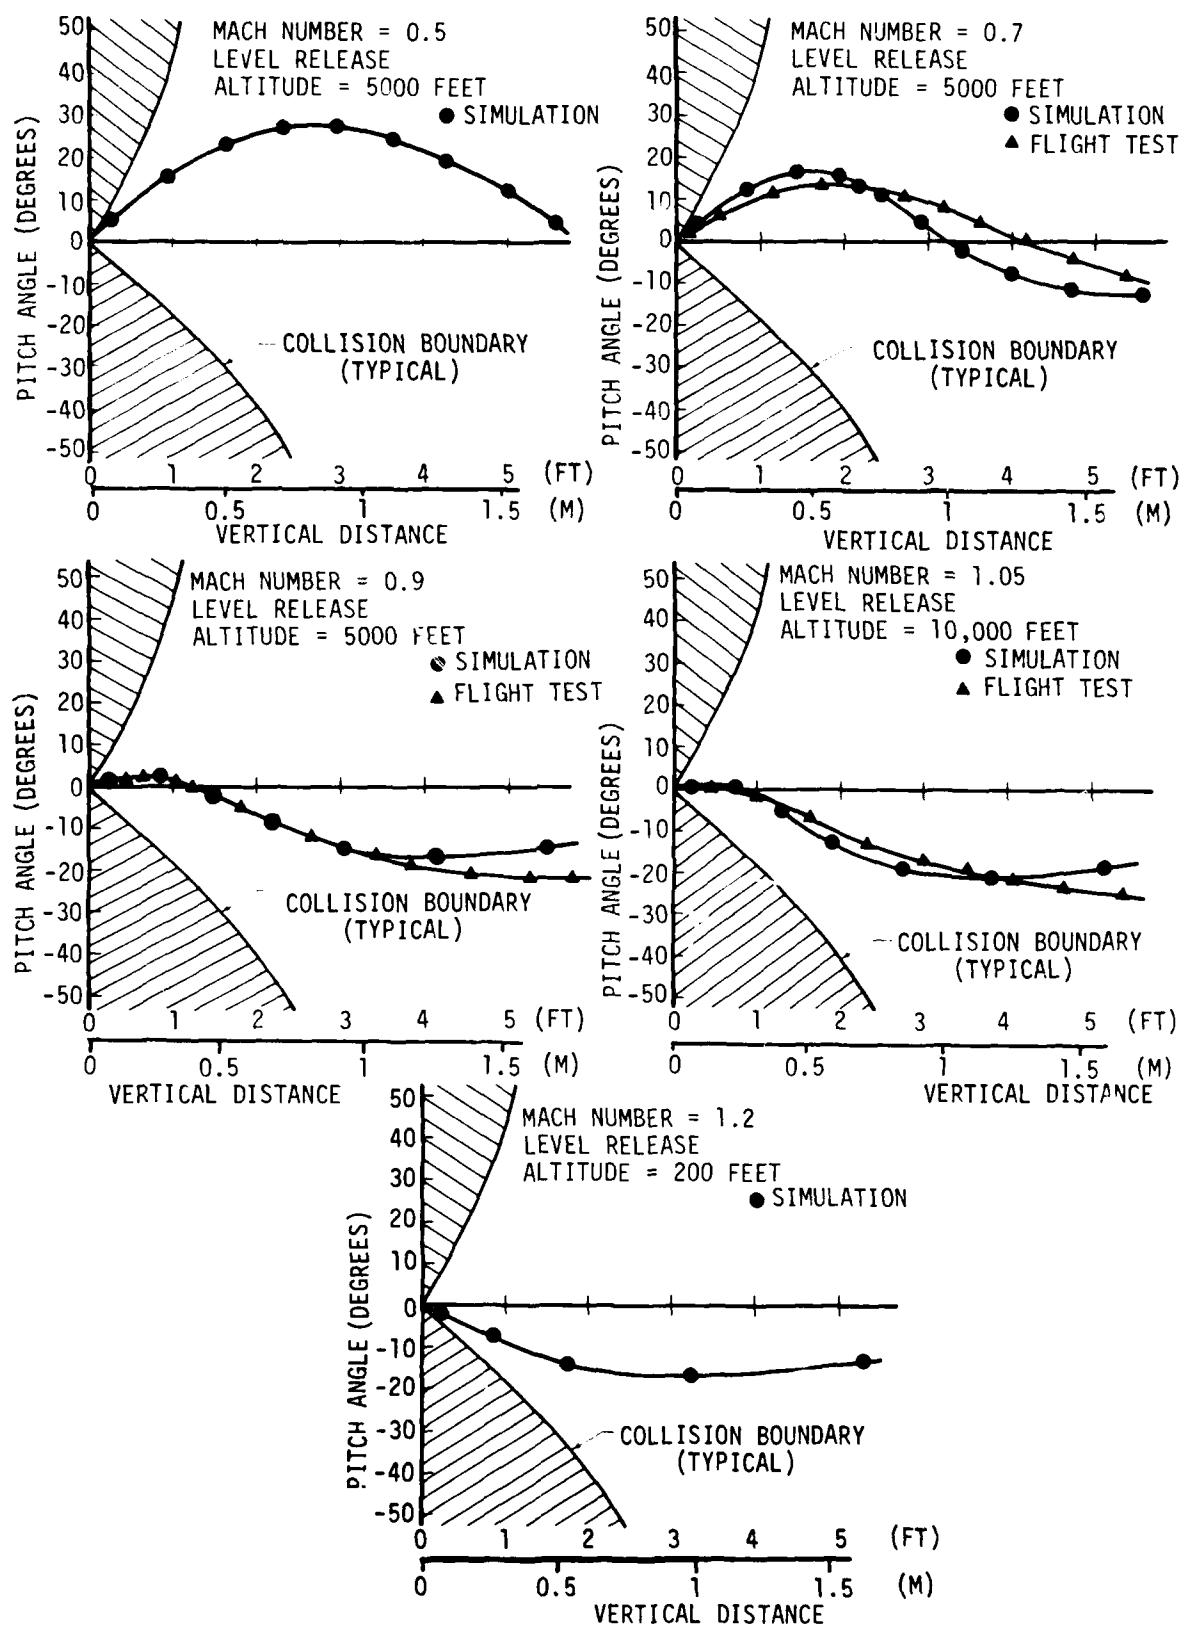 MACH NUMBER = 0.5
LEVEL RELEASE
ALTITUDE = 5000 FEET
SIMULATION
PITCH ANGLE (DEGREES)
50
40
30
20
10
0
-10
-20
-30
-40
-50
COLLISION BOUNDARY
(TYPICAL)
0 1 2 3 4 5 (FT)
0 0.5 1 1.5 (M)
VERTICAL DISTANCE
MACH NUMBER = 0.7
LEVEL RELEASE
ALTITUDE = 5000 FEET
SIMULATION
FLIGHT TEST
PITCH ANGLE (DEGREES)
50
40
30
20
10
0
-10
-20
-30
-40
-50
COLLISION BOUNDARY
(TYPICAL)
0 1 2 3 4 5 (FT)
0 0.5 1 1.5 (M)
VERTICAL DISTANCE
MACH NUMBER = 0.9
LEVEL RELEASE
ALTITUDE = 5000 FEET
SIMULATION
FLIGHT TEST
PITCH ANGLE (DEGREES)
50
40
30
20
10
0
-10
-20
-30
-40
-50
COLLISION BOUNDARY
(TYPICAL)
0 1 2 3 4 5 (FT)
0 0.5 1 1.5 (M)
VERTICAL DISTANCE
MACH NUMBER = 1.05
LEVEL RELEASE
ALTITUDE = 10,000 FEET
SIMULATION
FLIGHT TEST
PITCH ANGLE (DEGREES)
50
40
30
20
10
0
-10
-20
-30
-40
-50
COLLISION BOUNDARY
(TYPICAL)
0 1 2 3 4 5 (FT)
0 0.5 1 1.5 (M)
VERTICAL DISTANCE
MACH NUMBER = 1.2
LEVEL RELEASE
ALTITUDE = 200 FEET
SIMULATION
PITCH ANGLE (DEGREES)
50
40
30
20
10
0
-10
-20
-30
-40
-50
COLLISION BOUNDARY
(TYPICAL)
0 1 2 3 4 5 (FT)
0 0.5 1 1.5 (M)
VERTICAL DISTANCE